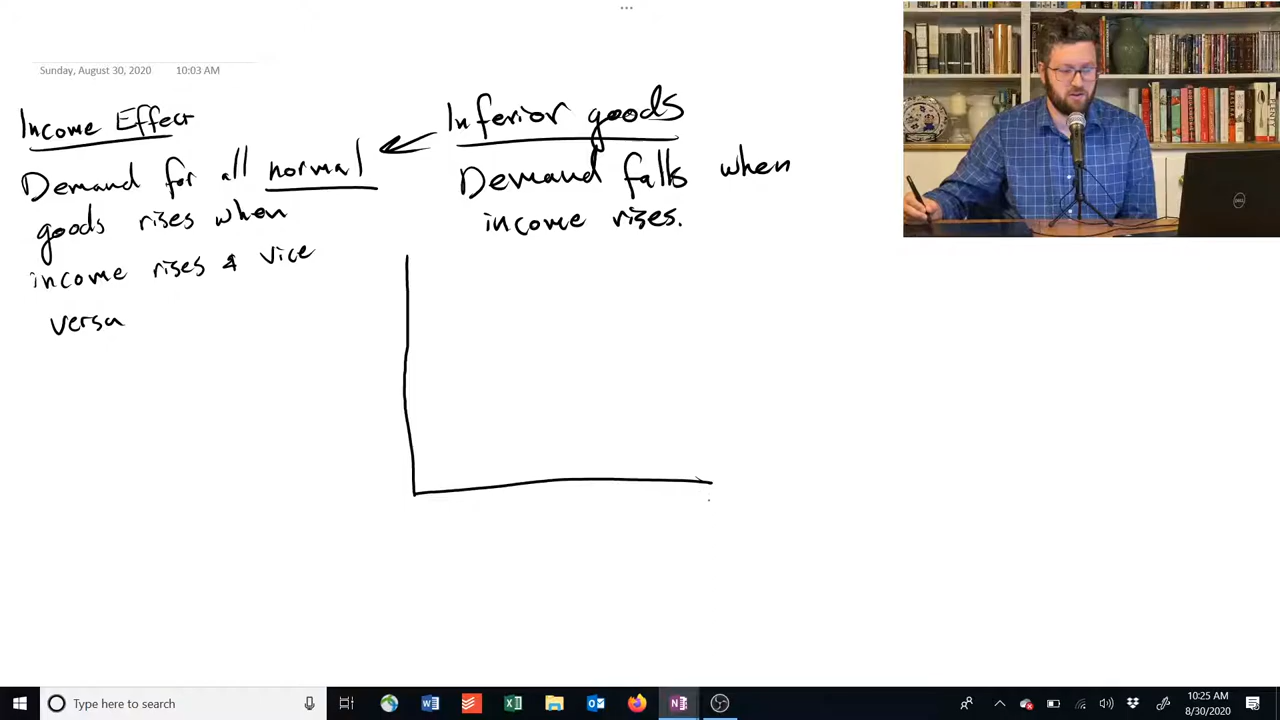 Sunday, August 30, 2020 10:03 AM
Income Effect
Demand for all normal
goods rises when
income rises & vice
versa
Inferior goods
Demand falls when
income rises.
DELL
Type here to search
10:25 AM
8/30/2020